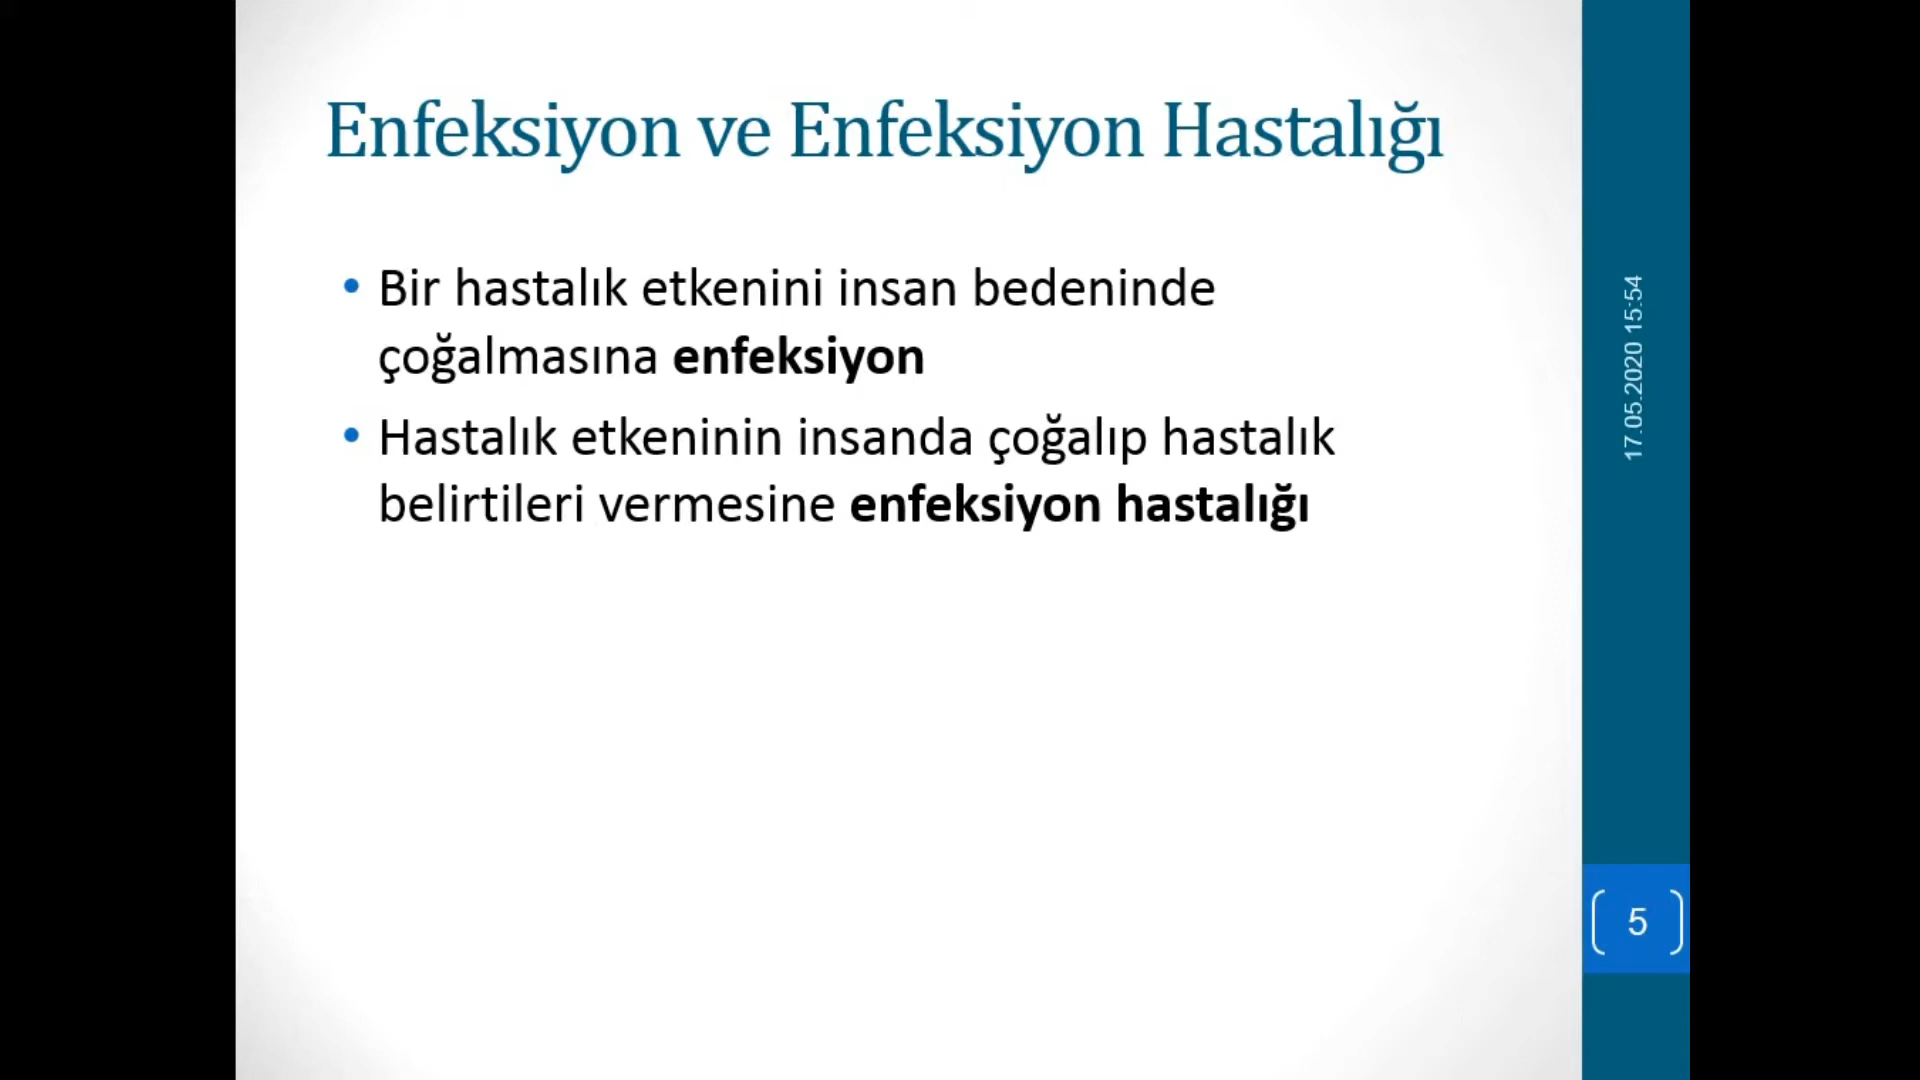 Enfeksiyon ve Enfeksiyon Hastalığı
• Bir hastalık etkenini insan bedeninde
çoğalmasına enfeksiyon
• Hastalık etkeninin insanda çoğalıp hastalık
belirtileri vermesine enfeksiyon hastalığı
17.05.2020 15:54
5